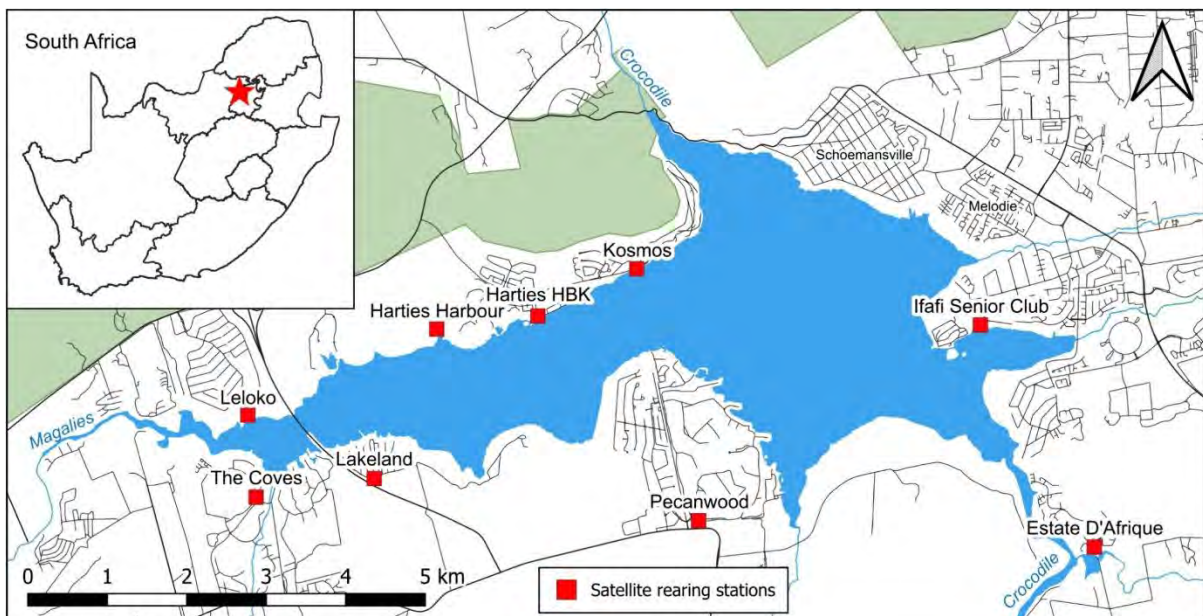 South Africa
Crocodile
Schoemansville
Melodie
Kosmos
Harties HBK
Harties Harbour
Ifafi Senior Club
Leloko
Magalies
Lakeland
The Coves
Pecanwood
Estate D'Afrique
Crocodile
0 1 2 3 4 5 km
Satellite rearing stations